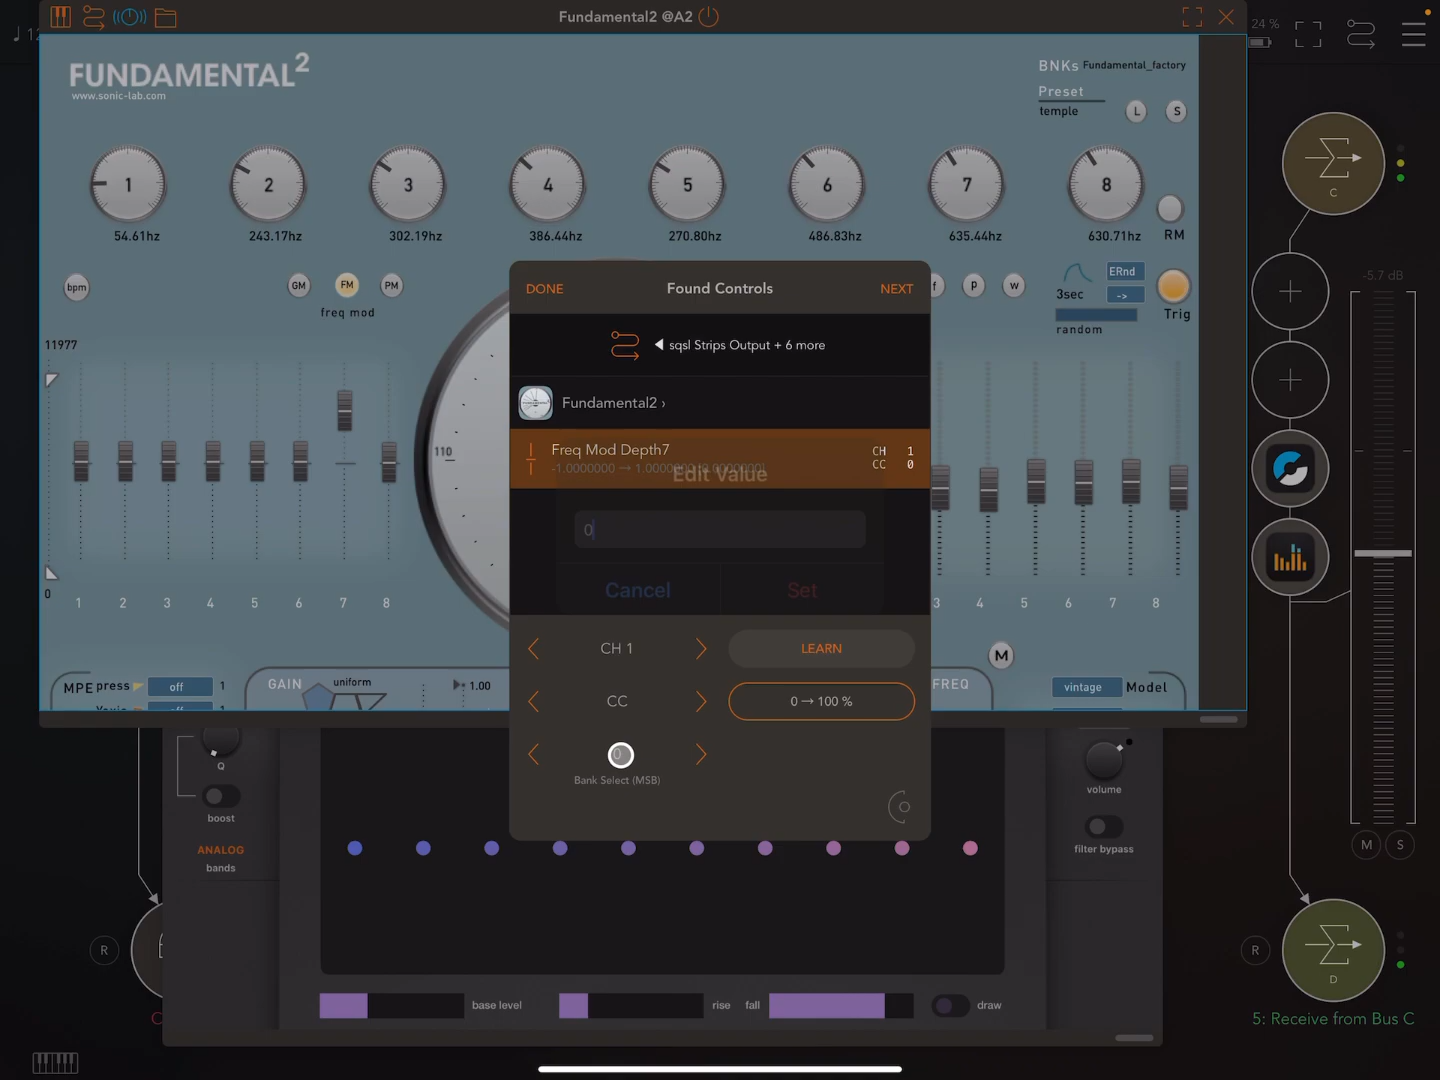 Fundamental2 @A2
24 %
FUNDAMENTAL2
www.sonic-lab.com
BNKs Fundamental_factory
Preset
temple
L S
1 2 3 4 5 6 7 8
54.61hz 243.17hz 302.19hz 386.44hz 270.80hz 486.83hz 635.44hz 630.71hz
RM
C
-5.7 dB
bpm GM FM PM
freq mod
f p w
ERnd
->
3sec
random
Trig
11977
0
110
DONE Found Controls NEXT
sqsl Strips Output + 6 more
Fundamental2 ›
Freq Mod Depth7
CH 1
CC 0
Edit Value
0
Cancel Set
1 2 3 4 5 6 7 8
3 4 5 6 7 8
CH 1 LEARN
CC 0 → 100 %
0
Bank Select (MSB)
M
MPE press off 1
GAIN uniform 1.00
FREQ
vintage Model
Q
boost
ANALOG
bands
volume
filter bypass
M S
R
R
D
base level rise fall draw
5: Receive from Bus C